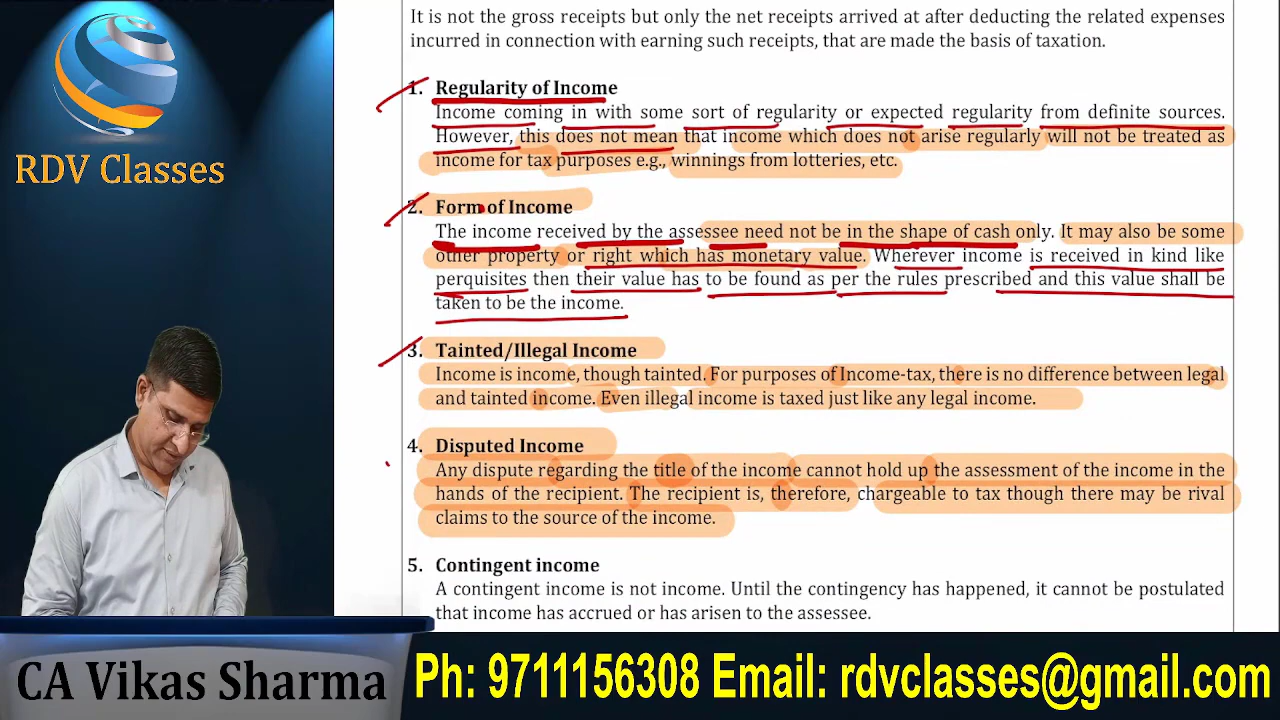 It is not the gross receipts but only the net receipts arrived at after deducting the related expenses
incurred in connection with earning such receipts, that are made the basis of taxation.
1. Regularity of Income
Income coming in with some sort of regularity or expected regularity from definite sources.
However, this does not mean that income which does not arise regularly will not be treated as
income for tax purposes e.g., winnings from lotteries, etc.
2. Form of Income
The income received by the assessee need not be in the shape of cash only. It may also be some
other property or right which has monetary value. Wherever income is received in kind like
perquisites then their value has to be found as per the rules prescribed and this value shall be
taken to be the income.
3. Tainted/Illegal Income
Income is income, though tainted. For purposes of Income-tax, there is no difference between legal
and tainted income. Even illegal income is taxed just like any legal income.
4. Disputed Income
Any dispute regarding the title of the income cannot hold up the assessment of the income in the
hands of the recipient. The recipient is, therefore, chargeable to tax though there may be rival
claims to the source of the income.
5. Contingent income
A contingent income is not income. Until the contingency has happened, it cannot be postulated
that income has accrued or has arisen to the assessee.
RDV Classes
CA Vikas Sharma
Ph: 9711156308 Email: rdvclasses@gmail.com